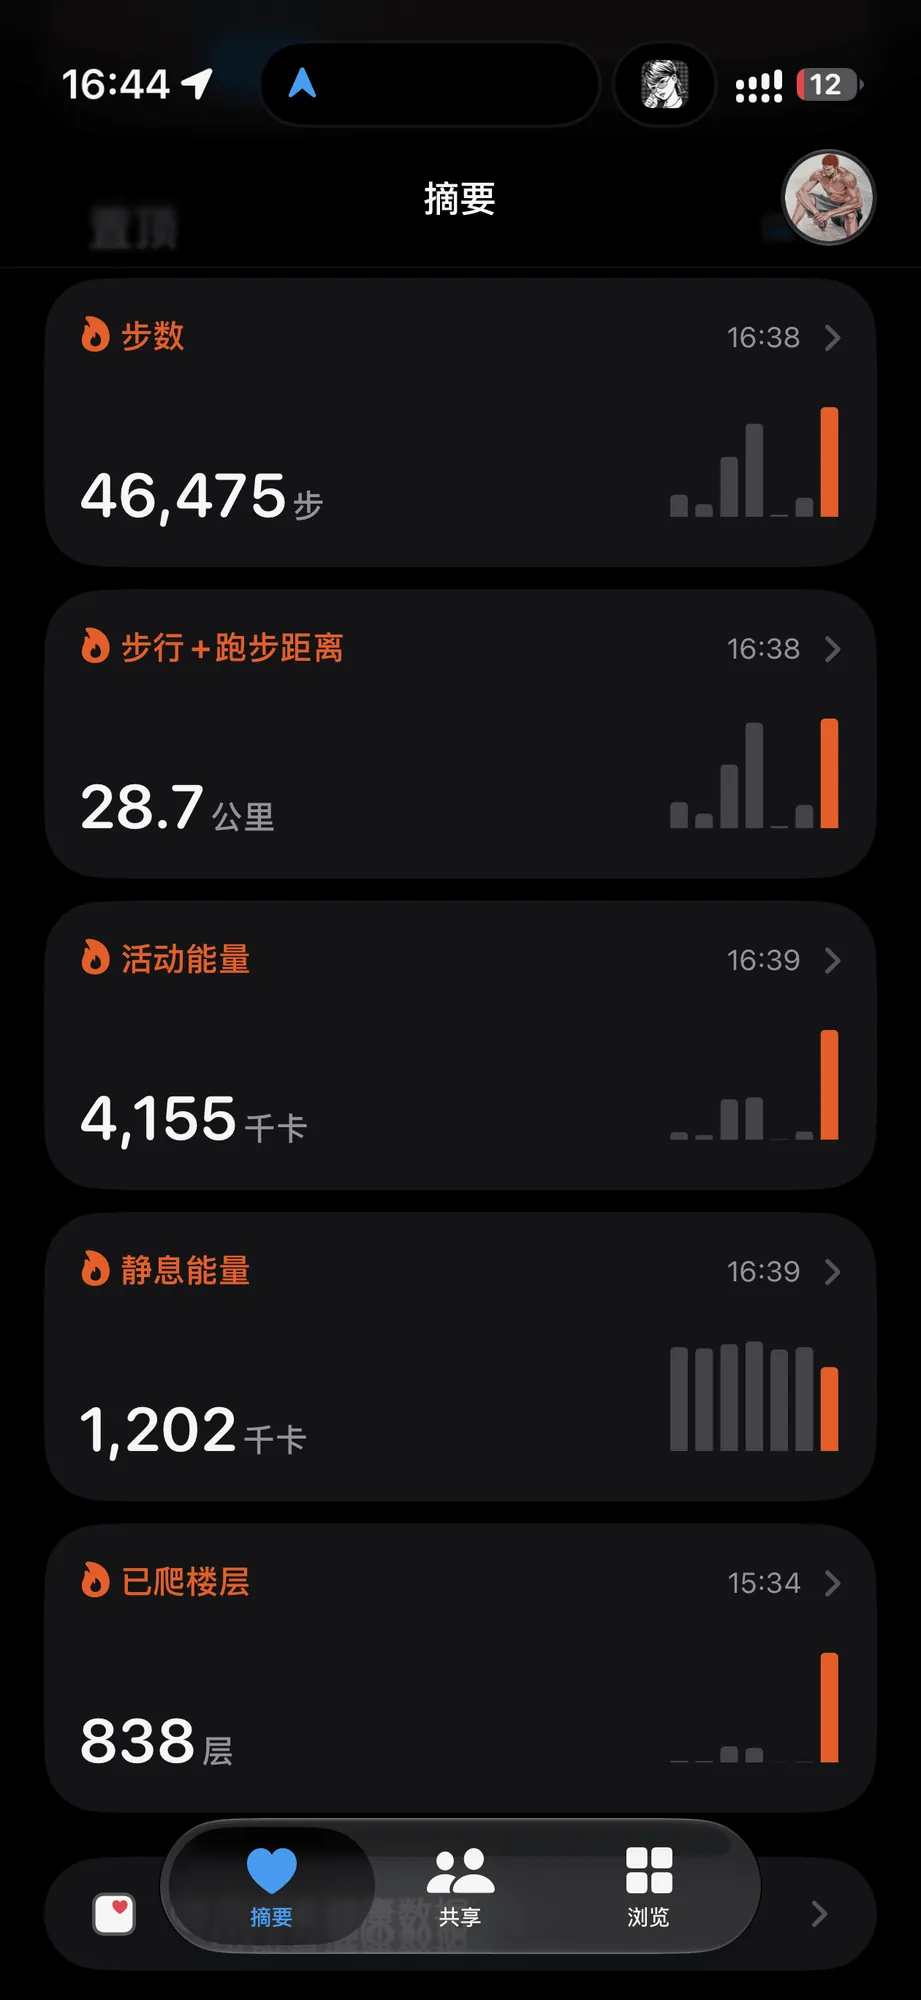 16:44
12
摘要
置顶
步数
16:38
46,475步
步行+跑步距离
16:38
28.7公里
活动能量
16:39
4,155千卡
静息能量
16:39
1,202千卡
已爬楼层
15:34
838层
摘要
共享
浏览